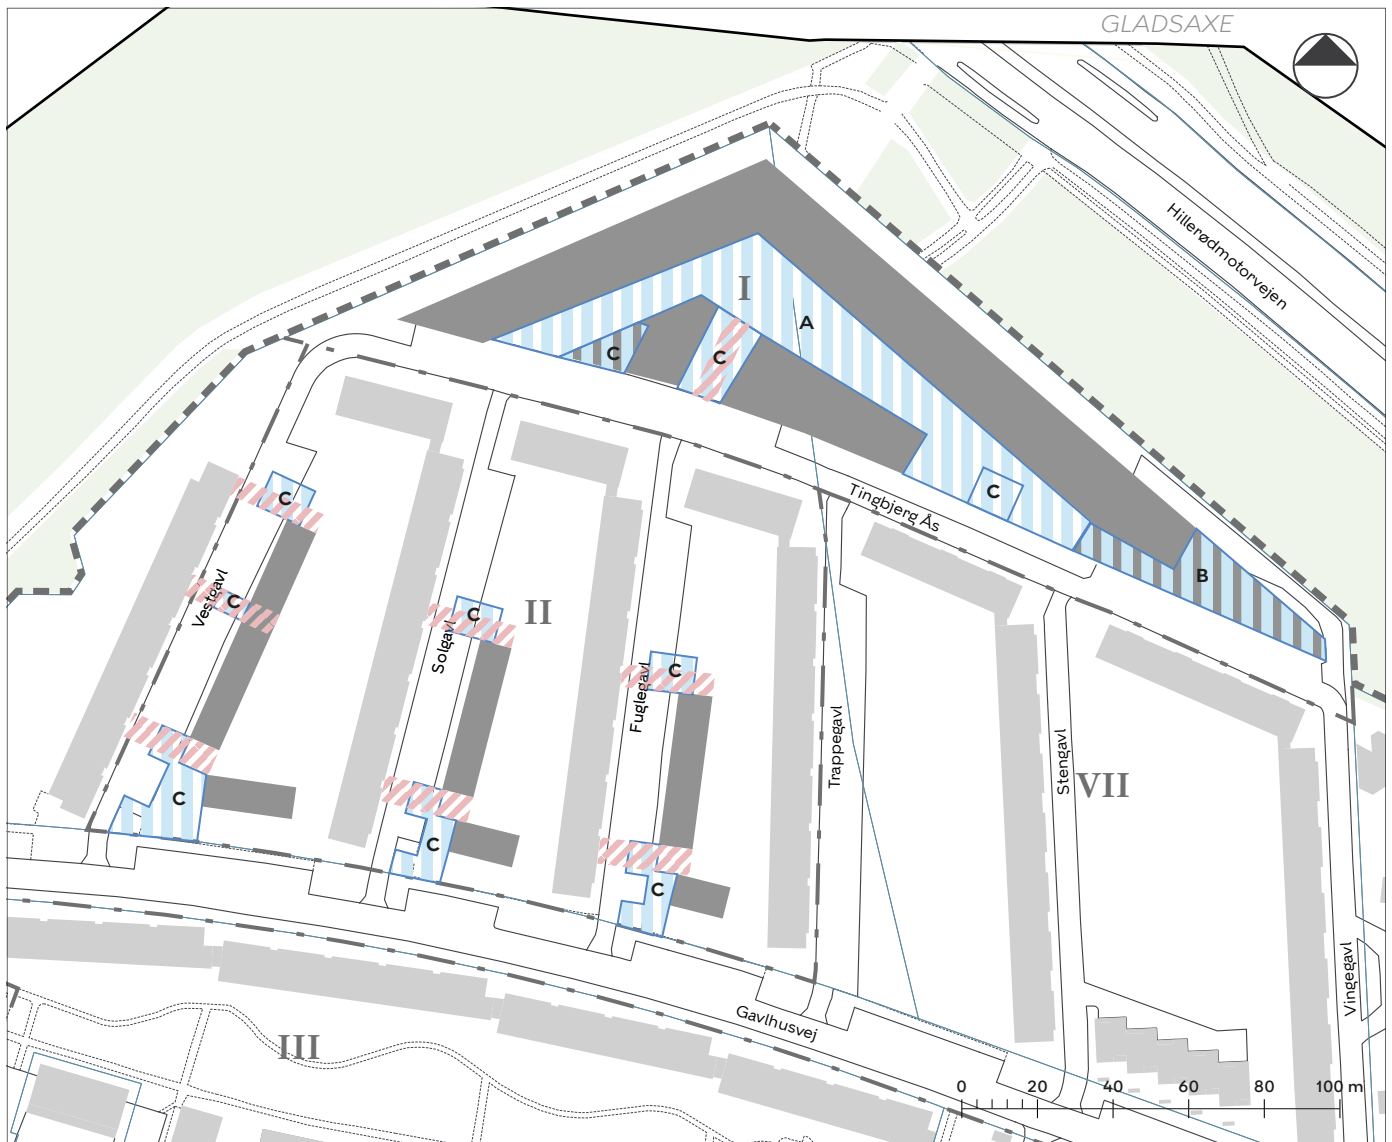 GLADSAXE
Hillerødmotorvejen
I
A
C
C
C
Tingbjerg Ås
B
C
Vestgavl
C
C
II
Solgavl
C
C
Fuglegavl
C
C
Trappegavl
Stengavl
VII
C
Vingegavl
Gavlhusvej
III
0 20 40 60 80 100 m